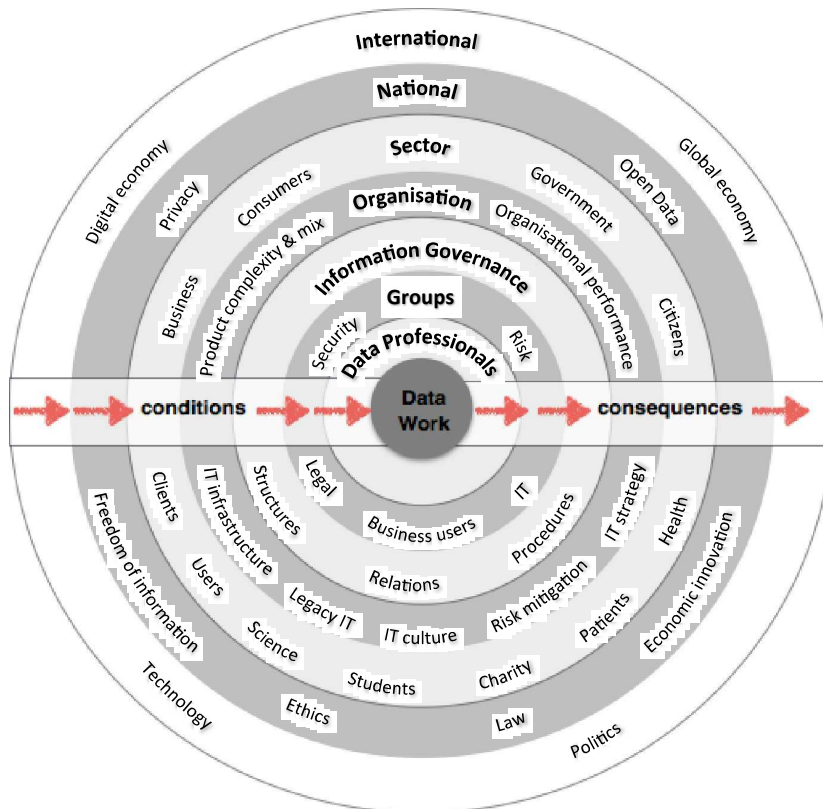 International
National
Sector
Organisation
Information Governance
Groups
Data Professionals
Data
Work
conditions
consequences
Digital economy
Global economy
Technology
Politics
Privacy
Open Data
Freedom of information
Ethics
Law
Economic innovation
Consumers
Government
Business
Citizens
Clients
Users
Science
Students
Charity
Patients
Health
Product complexity & mix
Organisational performance
IT infrastructure
Legacy IT
IT culture
Risk mitigation
IT strategy
Structures
Relations
Procedures
Security
Risk
Legal
Business users
IT